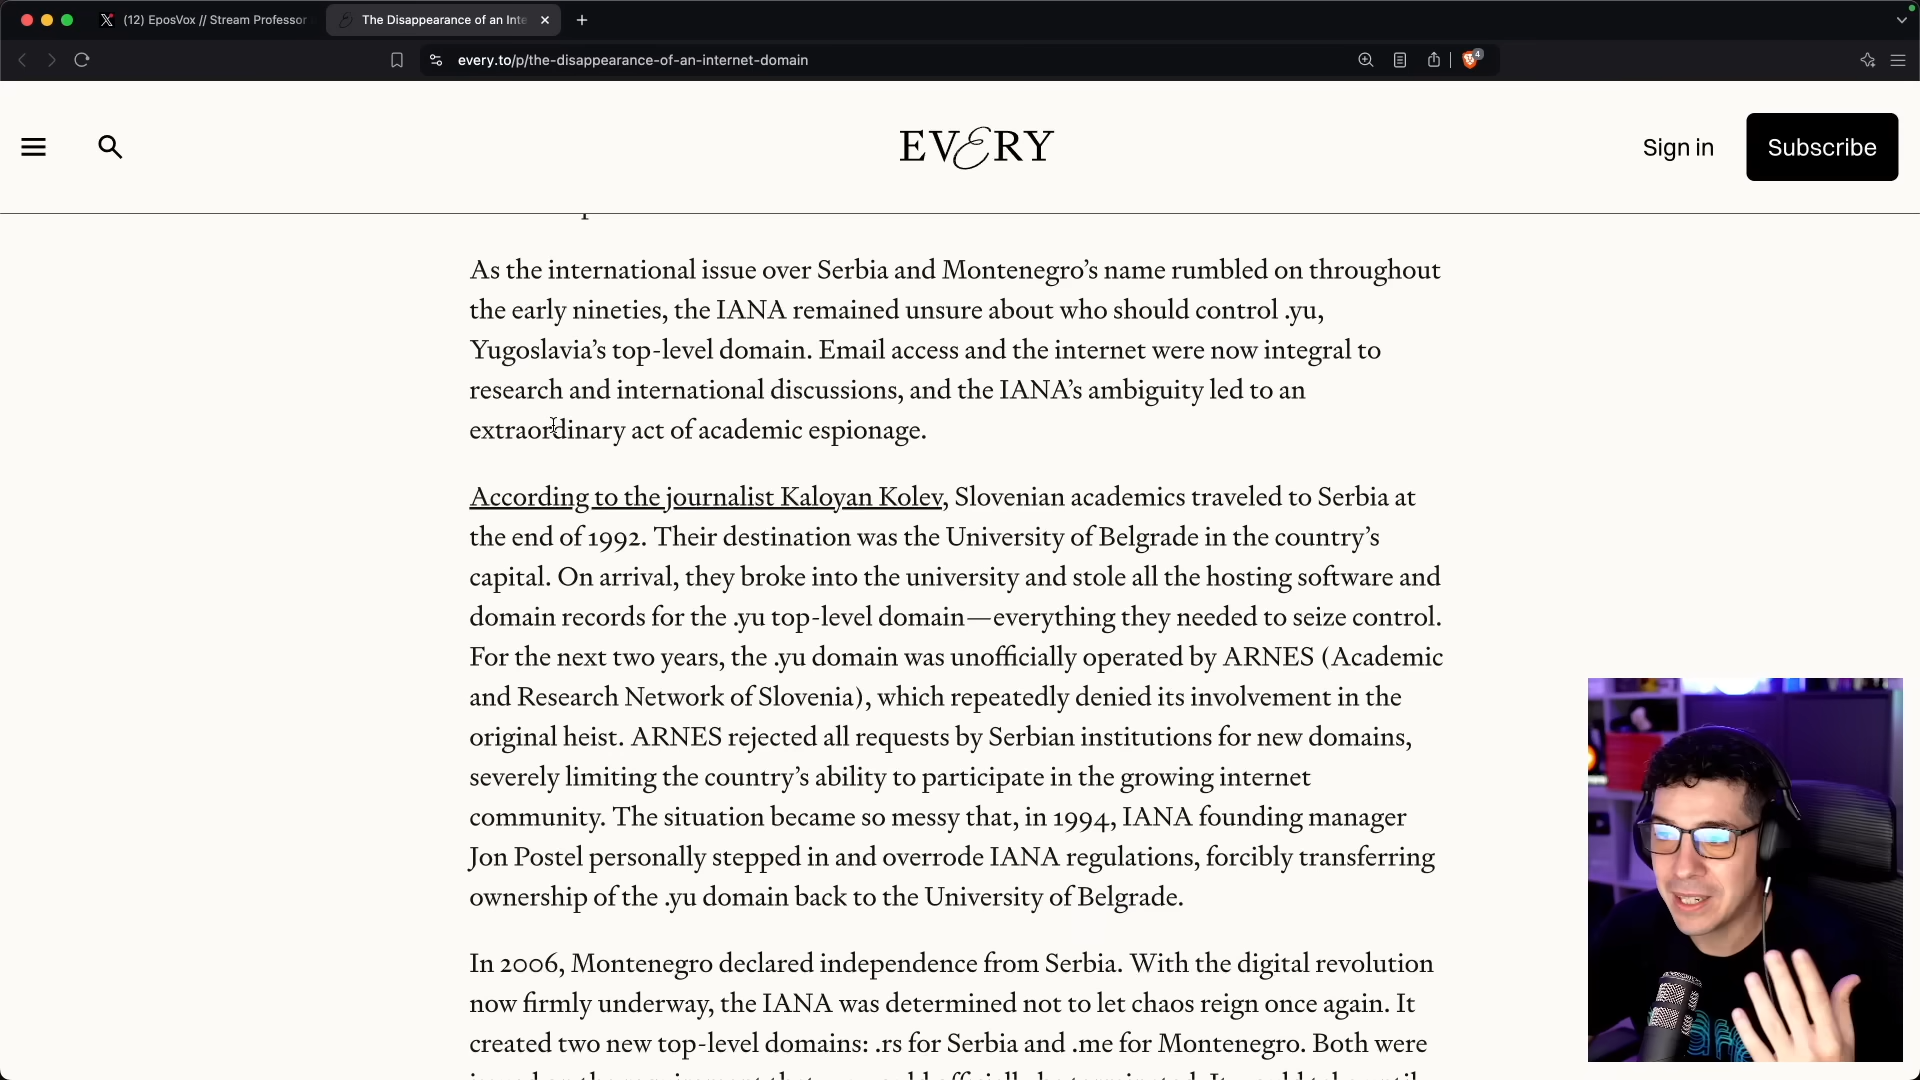 (12) EposVox // Stream Professor
The Disappearance of an Inte
every.to/p/the-disappearance-of-an-internet-domain
4
EVERY
Sign in
Subscribe
As the international issue over Serbia and Montenegro’s name rumbled on throughout
the early nineties, the IANA remained unsure about who should control .yu,
Yugoslavia’s top-level domain. Email access and the internet were now integral to
research and international discussions, and the IANA’s ambiguity led to an
extraordinary act of academic espionage.
According to the journalist Kaloyan Kolev, Slovenian academics traveled to Serbia at
the end of 1992. Their destination was the University of Belgrade in the country’s
capital. On arrival, they broke into the university and stole all the hosting software and
domain records for the .yu top-level domain—everything they needed to seize control.
For the next two years, the .yu domain was unofficially operated by ARNES (Academic
and Research Network of Slovenia), which repeatedly denied its involvement in the
original heist. ARNES rejected all requests by Serbian institutions for new domains,
severely limiting the country’s ability to participate in the growing internet
community. The situation became so messy that, in 1994, IANA founding manager
Jon Postel personally stepped in and overrode IANA regulations, forcibly transferring
ownership of the .yu domain back to the University of Belgrade.
In 2006, Montenegro declared independence from Serbia. With the digital revolution
now firmly underway, the IANA was determined not to let chaos reign once again. It
created two new top-level domains: .rs for Serbia and .me for Montenegro. Both were